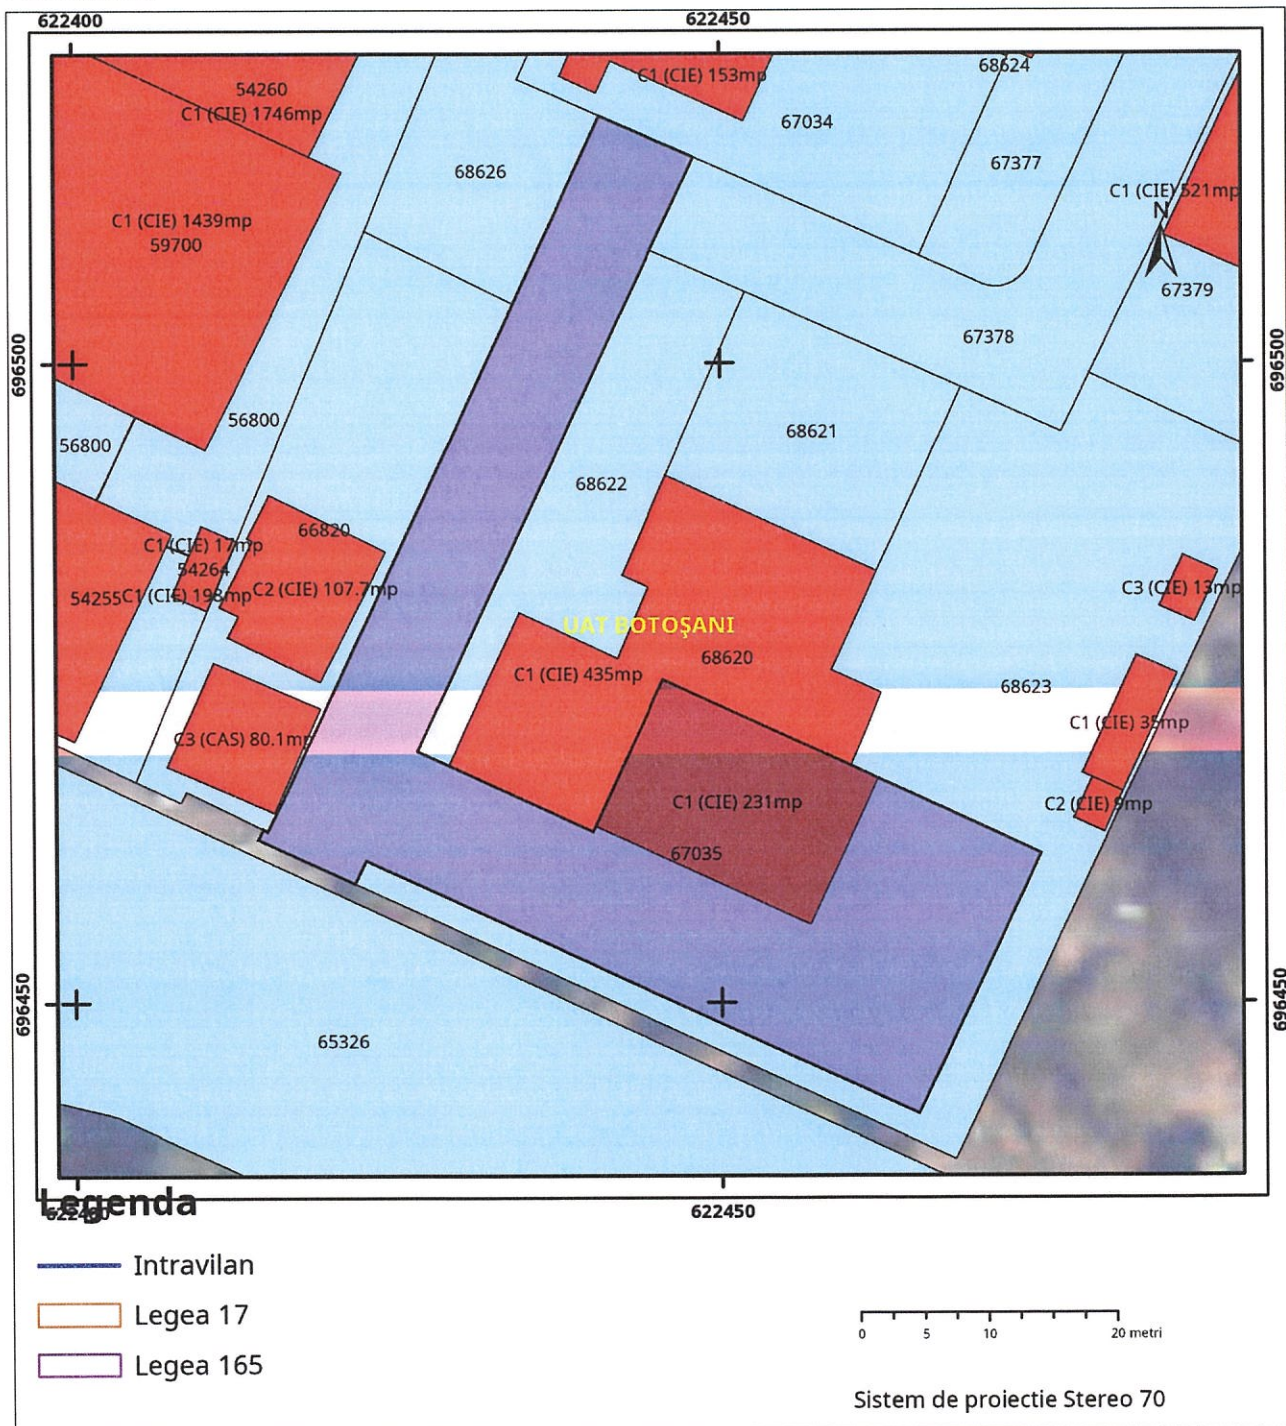 622400
622450
54260
C1 (CIE) 1746mp
C1 (CIE) 153mp
68624
67034
67377
68626
C1 (CIE) 521mp
N
C1 (CIE) 1439mp
59700
67379
67378
696500
696500
56800
56800
68621
68622
66820
C1 (CIE) 17mp
54264
54255
C1 (CIE) 198mp
C2 (CIE) 107.7mp
C3 (CIE) 13mp
UAT BOTOȘANI
68620
C1 (CIE) 435mp
68623
C1 (CIE) 35mp
C3 (CAS) 80.1mp
C1 (CIE) 231mp
C2 (CIE) 9mp
67035
696450
696450
65326
Legenda
622400
622450
Intravilan
Legea 17
Legea 165
0 5 10 20 metri
Sistem de proiectie Stereo 70